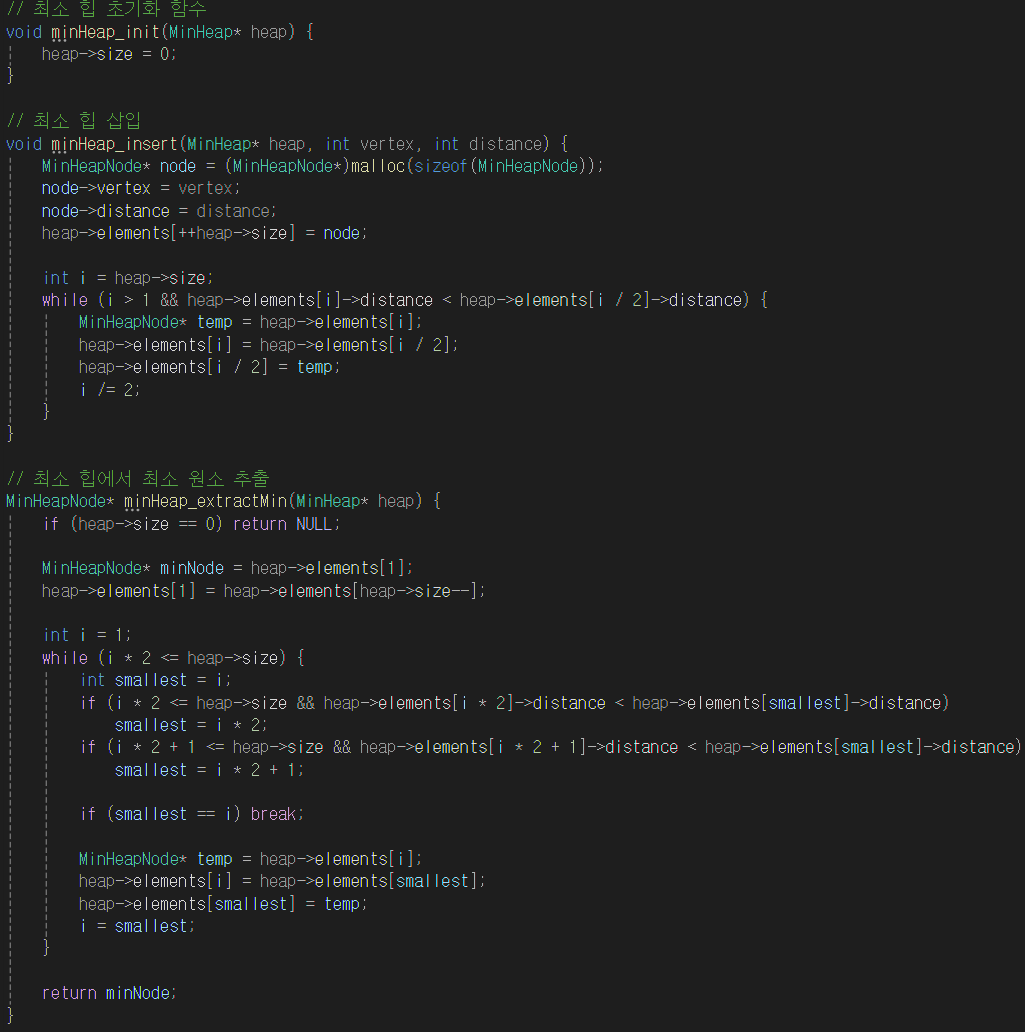 // 최소 힙 초기화 함수
void minHeap_init(MinHeap* heap) {
    heap->size = 0;
}

// 최소 힙 삽입
void minHeap_insert(MinHeap* heap, int vertex, int distance) {
    MinHeapNode* node = (MinHeapNode*)malloc(sizeof(MinHeapNode));
    node->vertex = vertex;
    node->distance = distance;
    heap->elements[++heap->size] = node;

    int i = heap->size;
    while (i > 1 && heap->elements[i]->distance < heap->elements[i / 2]->distance) {
        MinHeapNode* temp = heap->elements[i];
        heap->elements[i] = heap->elements[i / 2];
        heap->elements[i / 2] = temp;
        i /= 2;
    }
}

// 최소 힙에서 최소 원소 추출
MinHeapNode* minHeap_extractMin(MinHeap* heap) {
    if (heap->size == 0) return NULL;

    MinHeapNode* minNode = heap->elements[1];
    heap->elements[1] = heap->elements[heap->size--];

    int i = 1;
    while (i * 2 <= heap->size) {
        int smallest = i;
        if (i * 2 <= heap->size && heap->elements[i * 2]->distance < heap->elements[smallest]->distance)
            smallest = i * 2;
        if (i * 2 + 1 <= heap->size && heap->elements[i * 2 + 1]->distance < heap->elements[smallest]->distance)
            smallest = i * 2 + 1;

        if (smallest == i) break;

        MinHeapNode* temp = heap->elements[i];
        heap->elements[i] = heap->elements[smallest];
        heap->elements[smallest] = temp;
        i = smallest;
    }

    return minNode;
}